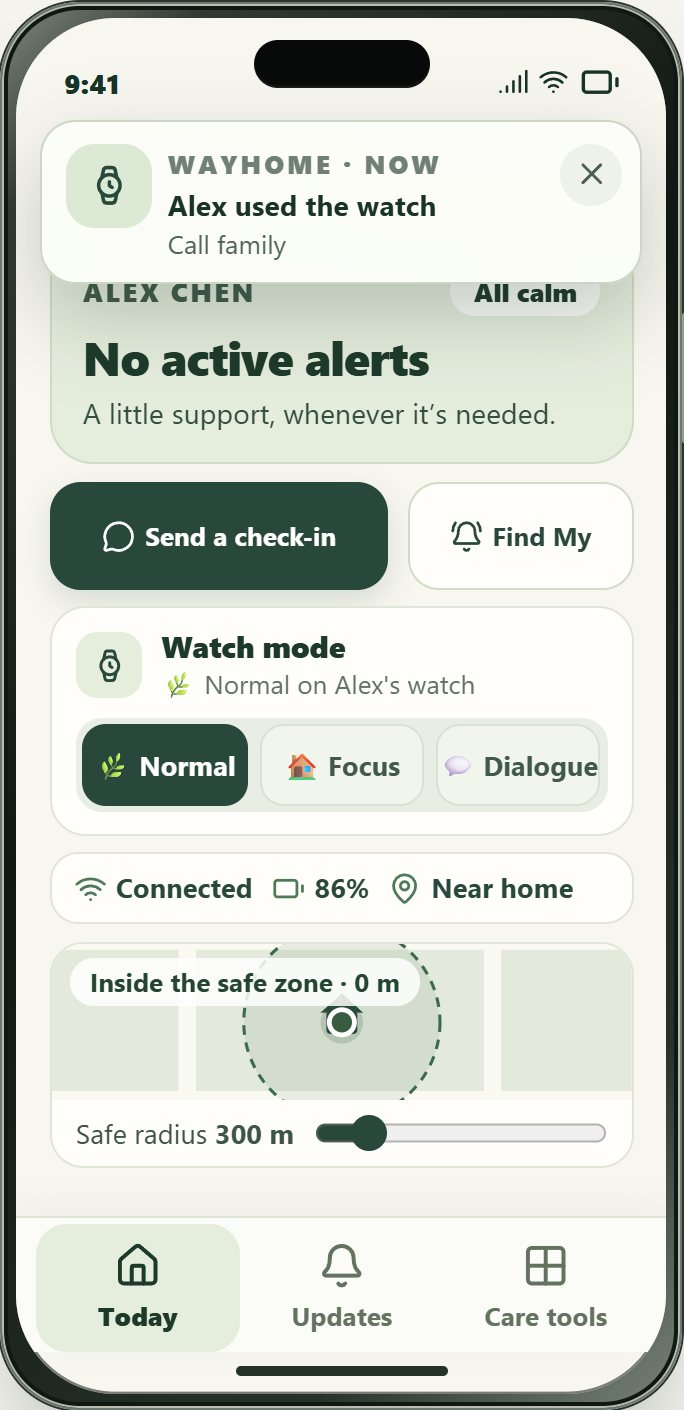 9:41
WAYHOME · NOW
Alex used the watch
Call family
ALEX CHEN
All calm
No active alerts
A little support, whenever it’s needed.
Send a check-in
Find My
Watch mode
Normal on Alex's watch
Normal
Focus
Dialogue
Connected
86%
Near home
Inside the safe zone · 0 m
Safe radius 300 m
Today
Updates
Care tools